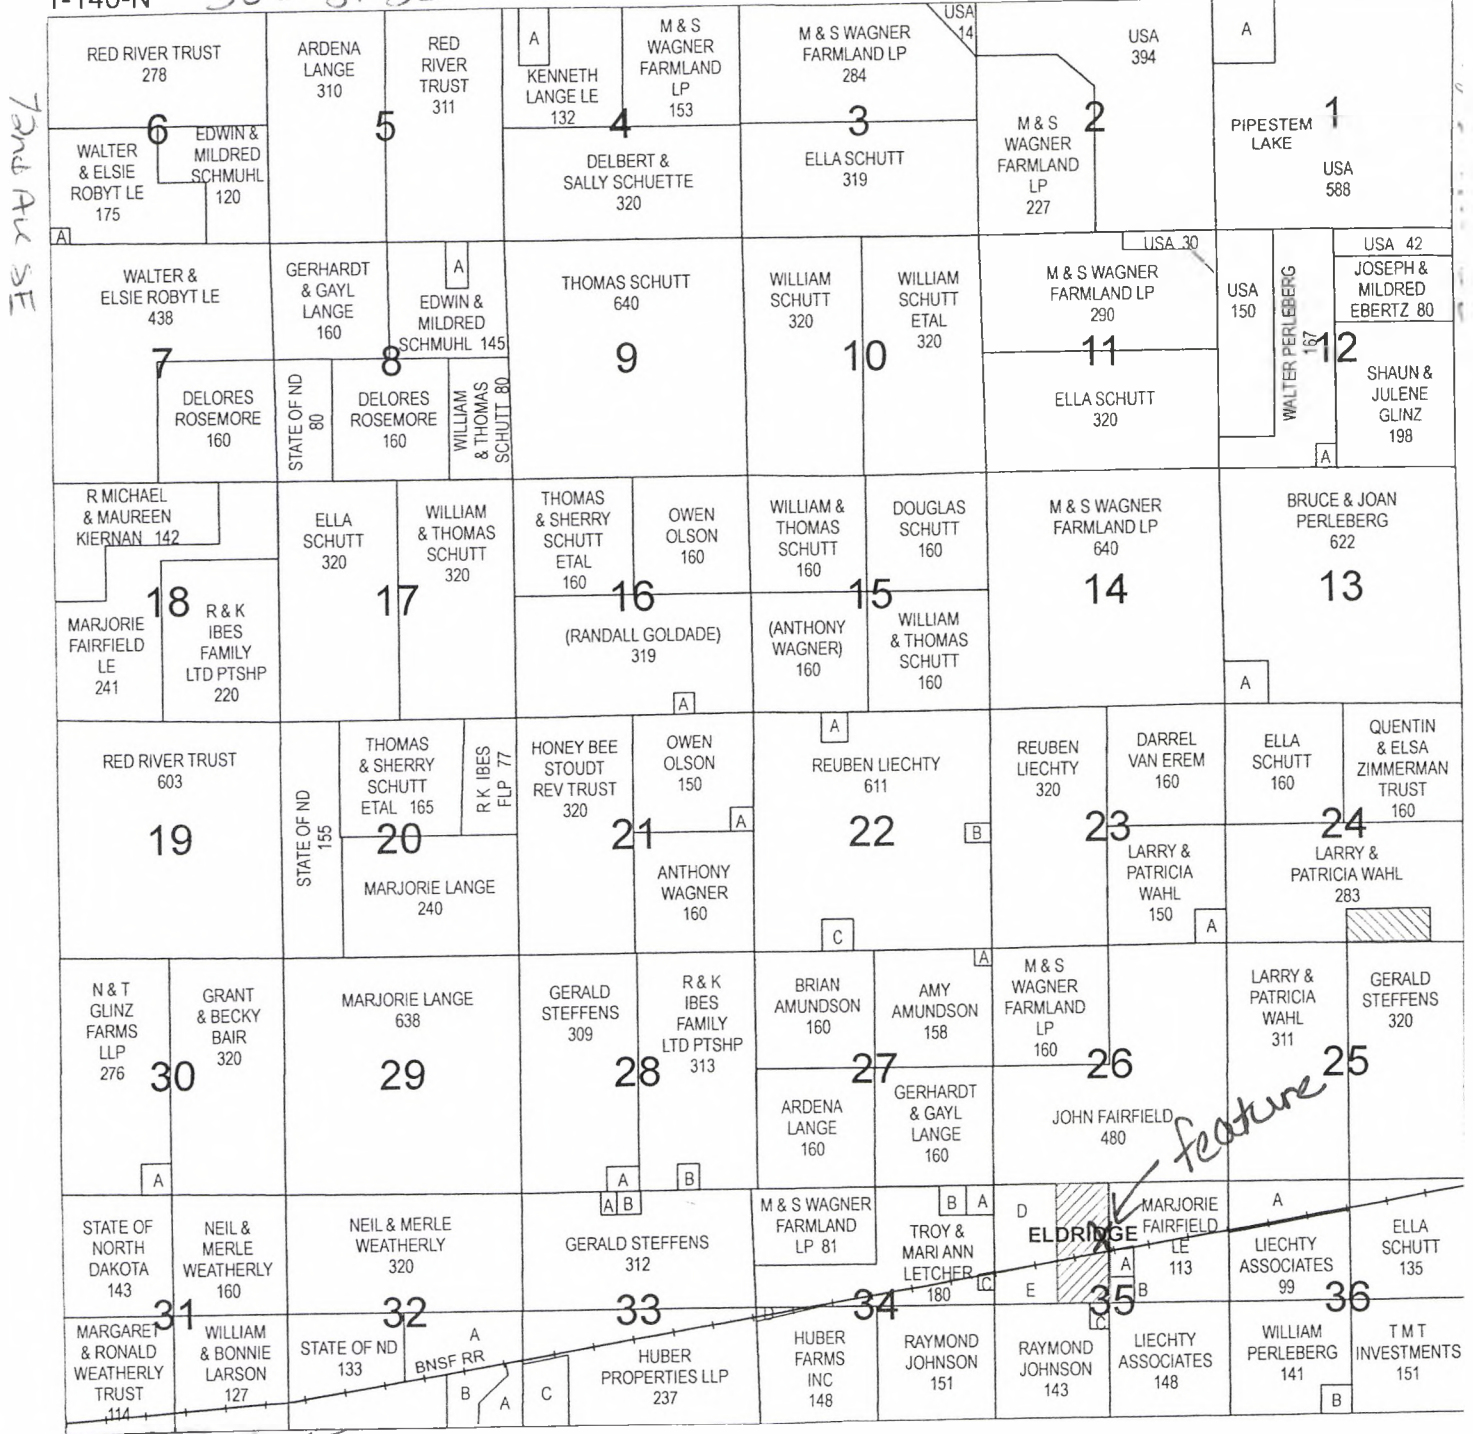 T-140-N
72nd Ave SE
RED RIVER TRUST
278
6
WALTER
& ELSIE
ROBYT LE
175
EDWIN &
MILDRED
SCHMUHL
120
A
ARDENA
LANGE
310
5
RED
RIVER
TRUST
311
A
KENNETH
LANGE LE
132
4
M & S
WAGNER
FARMLAND
LP
153
DELBERT &
SALLY SCHUETTE
320
M & S WAGNER
FARMLAND LP
284
USA
14
3
ELLA SCHUTT
319
USA
394
2
M & S
WAGNER
FARMLAND
LP
227
A
1
PIPESTEM
LAKE
USA
588
WALTER &
ELSIE ROBYT LE
438
7
DELORES
ROSEMORE
160
GERHARDT
& GAYL
LANGE
160
A
EDWIN &
MILDRED
SCHMUHL 145
8
STATE OF ND
80
DELORES
ROSEMORE
160
WILLIAM
& THOMAS
SCHUTT 80
THOMAS SCHUTT
640
9
WILLIAM
SCHUTT
320
10
WILLIAM
SCHUTT
ETAL
320
USA 30
M & S WAGNER
FARMLAND LP
290
11
ELLA SCHUTT
320
USA
150
WALTER PERLEBERG
167
12
USA 42
JOSEPH &
MILDRED
EBERTZ 80
SHAUN &
JULENE
GLINZ
198
A
R MICHAEL
& MAUREEN
KIERNAN 142
18
MARJORIE
FAIRFIELD
LE
241
R & K
IBES
FAMILY
LTD PTSHP
220
ELLA
SCHUTT
320
17
WILLIAM
& THOMAS
SCHUTT
320
THOMAS
& SHERRY
SCHUTT
ETAL
160
OWEN
OLSON
160
16
(RANDALL GOLDADE)
319
A
WILLIAM &
THOMAS
SCHUTT
160
DOUGLAS
SCHUTT
160
15
(ANTHONY
WAGNER)
160
WILLIAM
& THOMAS
SCHUTT
160
M & S WAGNER
FARMLAND LP
640
14
BRUCE & JOAN
PERLEBERG
622
13
A
RED RIVER TRUST
603
19
STATE OF ND
155
THOMAS
& SHERRY
SCHUTT
ETAL 165
R K IBES
FLP 77
20
MARJORIE LANGE
240
HONEY BEE
STOUDT
REV TRUST
320
21
OWEN
OLSON
150
A
ANTHONY
WAGNER
160
A
REUBEN LIECHTY
611
22
B
C
REUBEN
LIECHTY
320
DARREL
VAN EREM
160
23
LARRY &
PATRICIA
WAHL
150
A
ELLA
SCHUTT
160
QUENTIN
& ELSA
ZIMMERMAN
TRUST
160
24
LARRY &
PATRICIA WAHL
283
N & T
GLINZ
FARMS
LLP
276
30
GRANT
& BECKY
BAIR
320
A
MARJORIE LANGE
638
29
GERALD
STEFFENS
309
28
R & K
IBES
FAMILY
LTD PTSHP
313
A
B
BRIAN
AMUNDSON
160
A
AMY
AMUNDSON
158
27
ARDENA
LANGE
160
GERHARDT
& GAYL
LANGE
160
M & S
WAGNER
FARMLAND
LP
160
26
JOHN FAIRFIELD
480
LARRY &
PATRICIA
WAHL
311
25
GERALD
STEFFENS
320
feature
STATE OF
NORTH
DAKOTA
143
NEIL &
MERLE
WEATHERLY
160
31
MARGARET
& RONALD
WEATHERLY
TRUST
114
WILLIAM
& BONNIE
LARSON
127
NEIL & MERLE
WEATHERLY
320
32
STATE OF ND
133
A
BNSF RR
B
A
A B
GERALD STEFFENS
312
33
C
HUBER
PROPERTIES LLP
237
M & S WAGNER
FARMLAND
LP 81
B A
TROY &
MARI ANN
LETCHER
180
C
34
D
HUBER
FARMS
INC
148
RAYMOND
JOHNSON
151
D
ELDRIDGE
X
E
MARJORIE
FAIRFIELD
LE
113
A
B
35
C
RAYMOND
JOHNSON
143
LIECHTY
ASSOCIATES
148
A
LIECHTY
ASSOCIATES
99
ELLA
SCHUTT
135
36
WILLIAM
PERLEBERG
141
B
T M T
INVESTMENTS
151